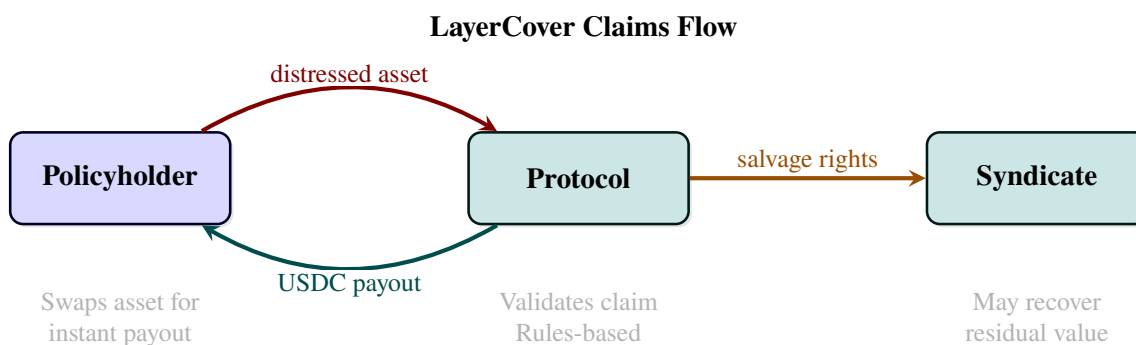 LayerCover Claims Flow
distressed asset
Policyholder
Protocol
salvage rights
Syndicate
USDC payout
Swaps asset for
instant payout
Validates claim
Rules-based
May recover
residual value